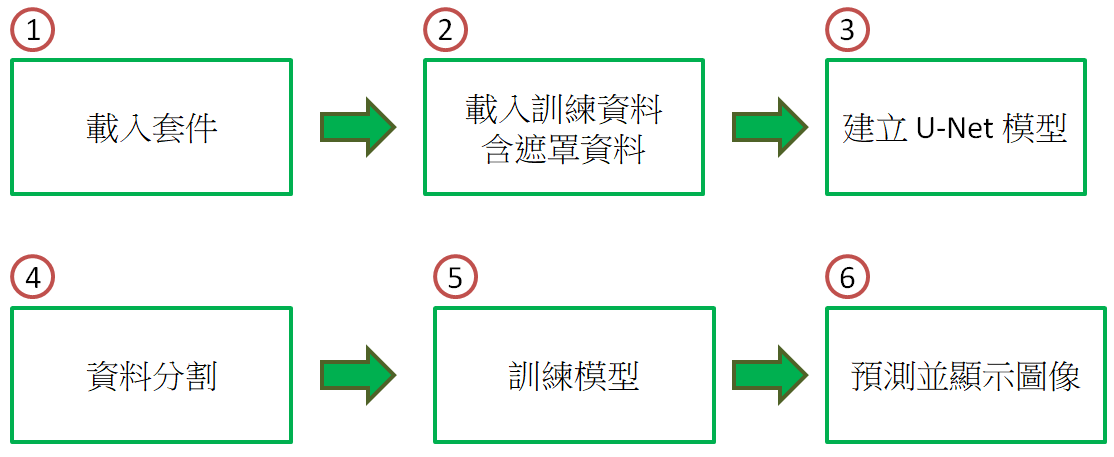 1
載入套件
2
載入訓練資料
含遮罩資料
3
建立 U-Net 模型
4
資料分割
5
訓練模型
6
預測並顯示圖像